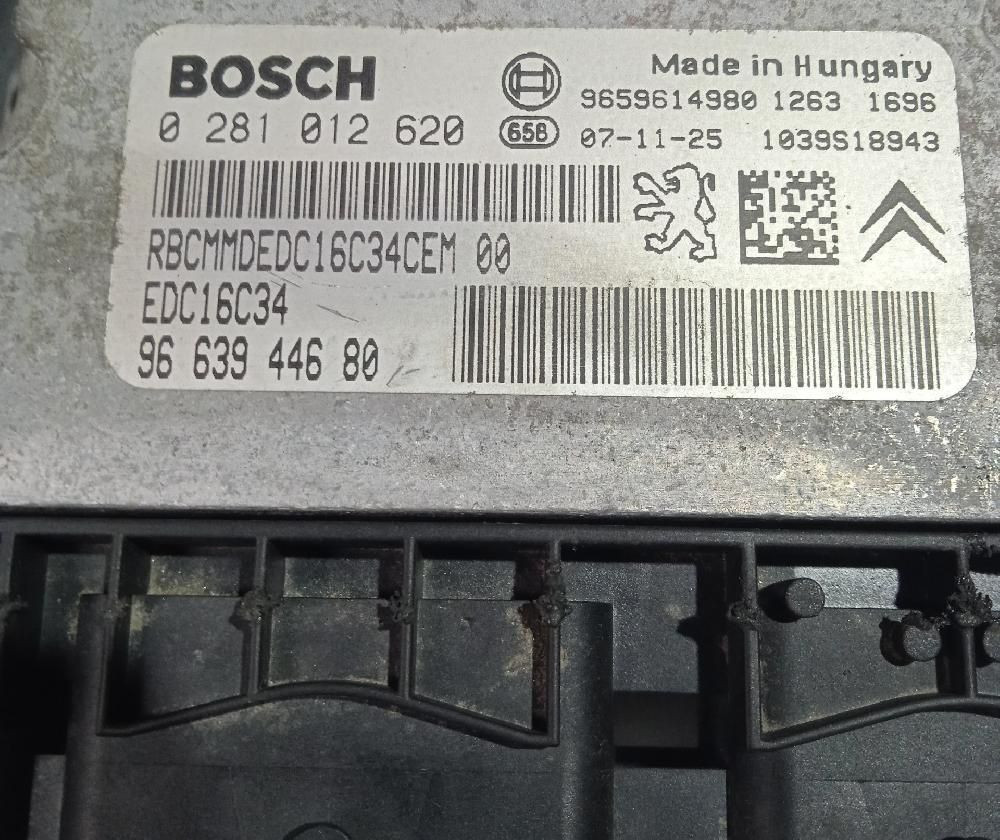 BOSCH
Made in Hungary
9659614980 1263 1696
0 281 012 620
65B 07-11-25 1039S18943
RBCMMDEDC16C34CEM 00
EDC16C34
96 639 446 80